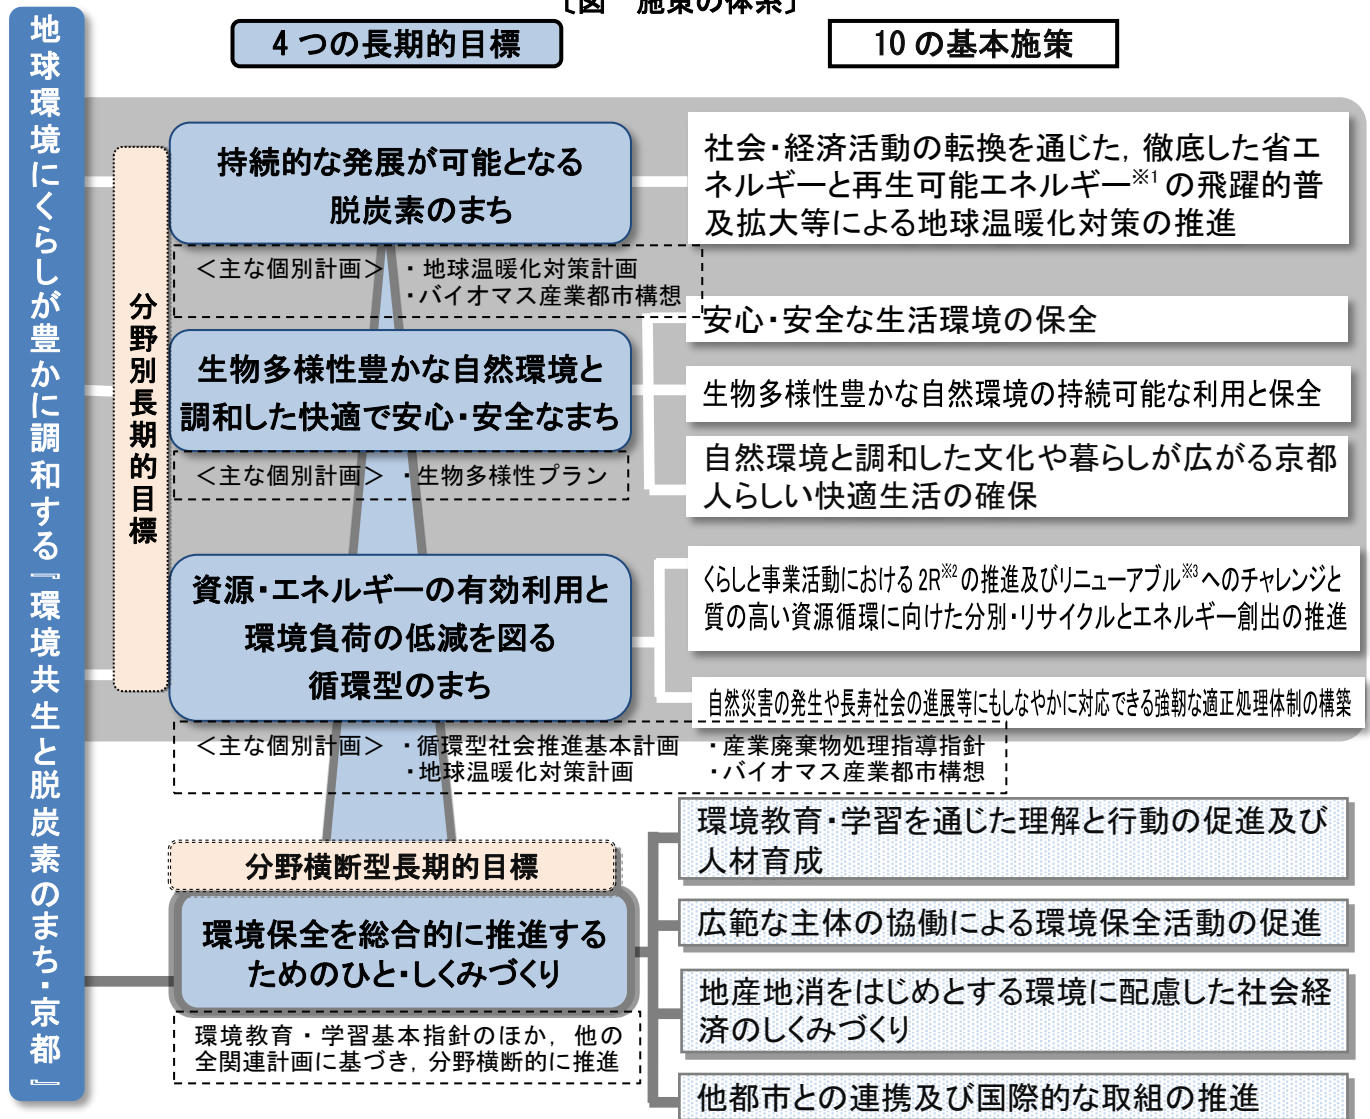 〔図　施策の体系〕
4つの長期的目標
10の基本施策
地球環境にくらしが豊かに調和する『環境共生と脱炭素のまち・京都』
分野別長期的目標
持続的な発展が可能となる
脱炭素のまち
＜主な個別計画＞ ・地球温暖化対策計画
・バイオマス産業都市構想
社会・経済活動の転換を通じた，徹底した省エ
ネルギーと再生可能エネルギー※1の飛躍的普
及拡大等による地球温暖化対策の推進
生物多様性豊かな自然環境と
調和した快適で安心・安全なまち
＜主な個別計画＞ ・生物多様性プラン
安心・安全な生活環境の保全
生物多様性豊かな自然環境の持続可能な利用と保全
自然環境と調和した文化や暮らしが広がる京都
人らしい快適生活の確保
資源・エネルギーの有効利用と
環境負荷の低減を図る
循環型のまち
＜主な個別計画＞ ・循環型社会推進基本計画 ・産業廃棄物処理指導指針
・地球温暖化対策計画 ・バイオマス産業都市構想
くらしと事業活動における2R※2の推進及びリニューアブル※3へのチャレンジと
質の高い資源循環に向けた分別・リサイクルとエネルギー創出の推進
自然災害の発生や長寿社会の進展等にもしなやかに対応できる強靭な適正処理体制の構築
分野横断型長期的目標
環境保全を総合的に推進する
ためのひと・しくみづくり
環境教育・学習基本指針のほか，他の
全関連計画に基づき，分野横断的に推進
環境教育・学習を通じた理解と行動の促進及び
人材育成
広範な主体の協働による環境保全活動の促進
地産地消をはじめとする環境に配慮した社会経
済のしくみづくり
他都市との連携及び国際的な取組の推進